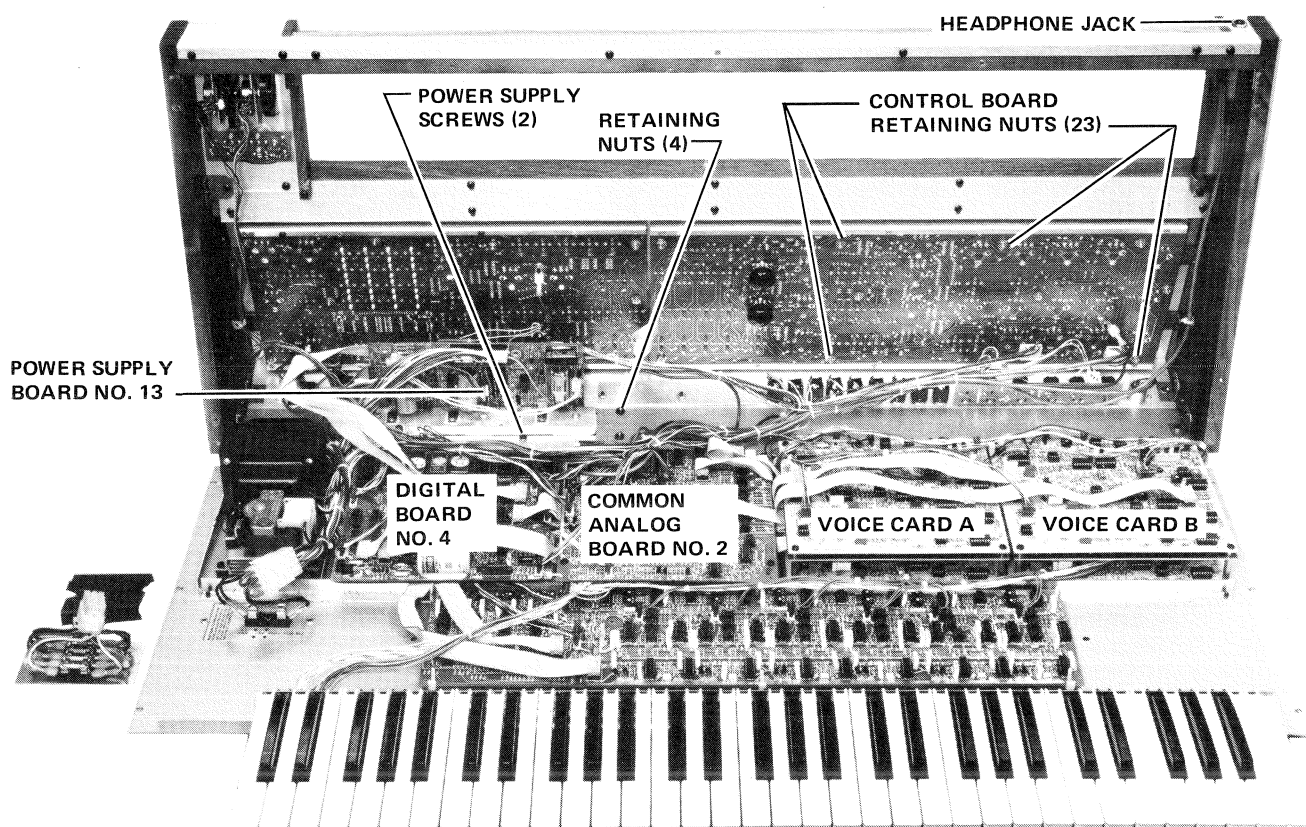 HEADPHONE JACK
POWER SUPPLY
SCREWS (2)
RETAINING
NUTS (4)
CONTROL BOARD
RETAINING NUTS (23)
POWER SUPPLY
BOARD NO. 13
DIGITAL
BOARD
NO. 4
COMMON
ANALOG
BOARD NO. 2
VOICE CARD A
VOICE CARD B